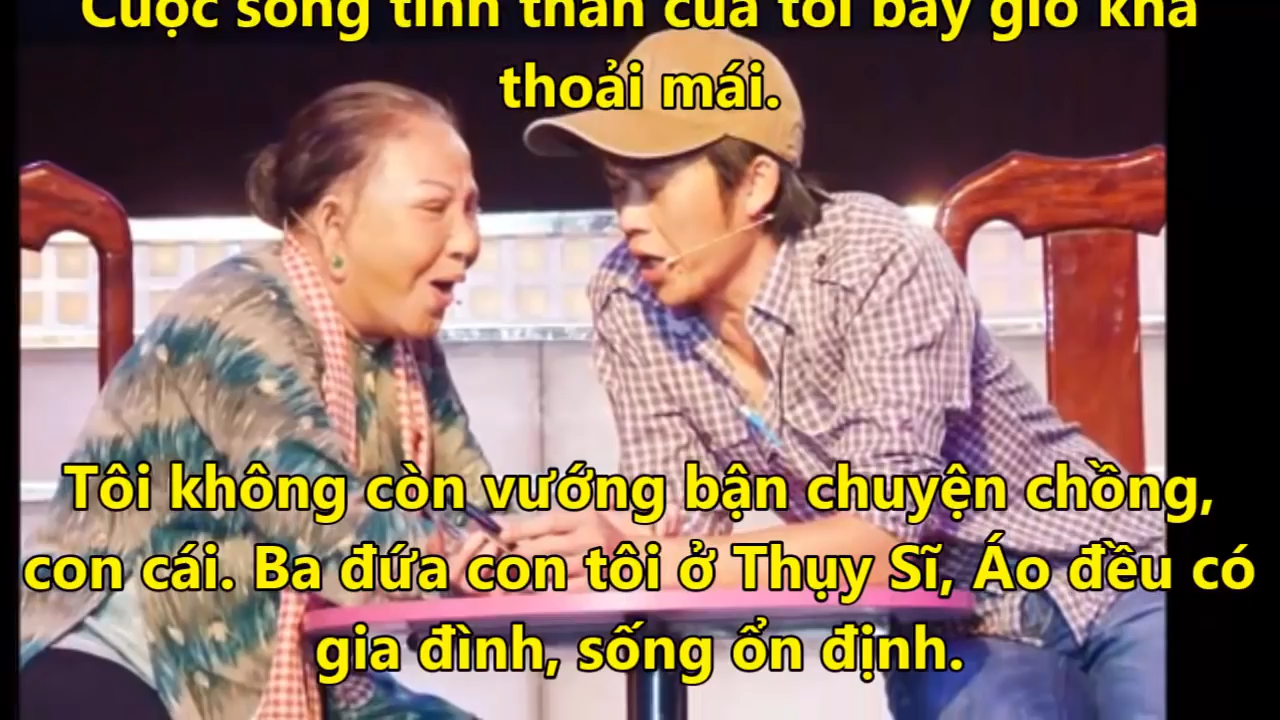 Cuộc sống tinh thần của tôi bây giờ khá
thoải mái.
Tôi không còn vướng bận chuyện chồng,
con cái. Ba đứa con tôi ở Thụy Sĩ, Áo đều có
gia đình, sống ổn định.